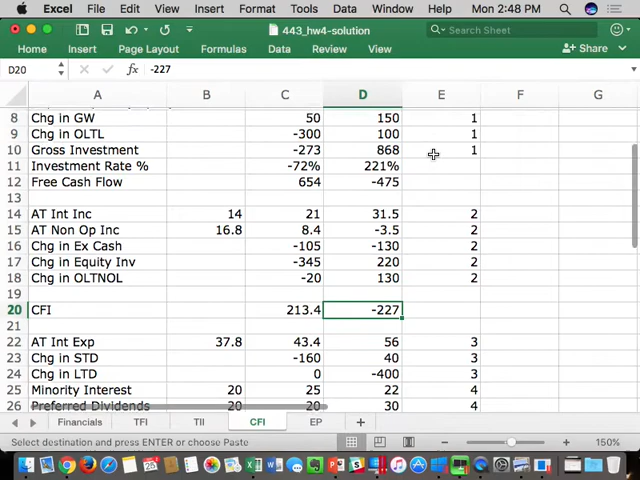 Excel File Edit View Insert Format Tools Data Window Help Mon 2:48 PM
443_hw4-solution
Search Sheet
Home Insert Page Layout Formulas Data Review View Share
D20 fx -227
A B C D E F G
8 Chg in GW 50 150 1
9 Chg in OLTL -300 100 1
10 Gross Investment -273 868 1
11 Investment Rate % -72% 221%
12 Free Cash Flow 654 -475
13
14 AT Int Inc 14 21 31.5 2
15 AT Non Op Inc 16.8 8.4 -3.5 2
16 Chg in Ex Cash -105 -130 2
17 Chg in Equity Inv -345 220 2
18 Chg in OLTNOL -20 130 2
19
20 CFI 213.4 -227
21
22 AT Int Exp 37.8 43.4 56 3
23 Chg in STD -160 40 3
24 Chg in LTD 0 -400 3
25 Minority Interest 20 25 22 4
26 Preferred Dividends 20 20 30 4
Financials TFI TII CFI EP
Select destination and press ENTER or choose Paste 150%